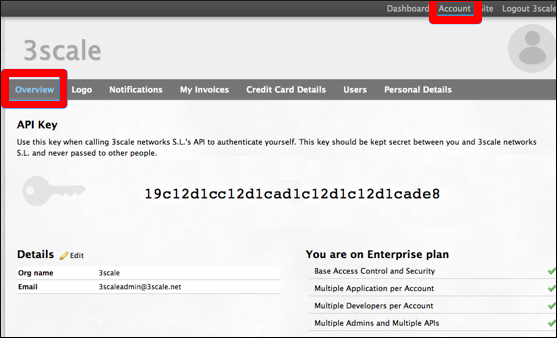 Dashboard Account Site Logout 3scale
3scale
Overview Logo Notifications My Invoices Credit Card Details Users Personal Details
API Key
Use this key when calling 3scale networks S.L.'s API to authenticate yourself. This key should be kept secret between you and 3scale networks
S.L. and never passed to other people.
19c12d1cc12d1cad1c12d1c12d1cade8
Details Edit
Org name 3scale
Email 3scaleadmin@3scale.net
You are on Enterprise plan
Base Access Control and Security
Multiple Application per Account
Multiple Developers per Account
Multiple Admins and Multiple APIs